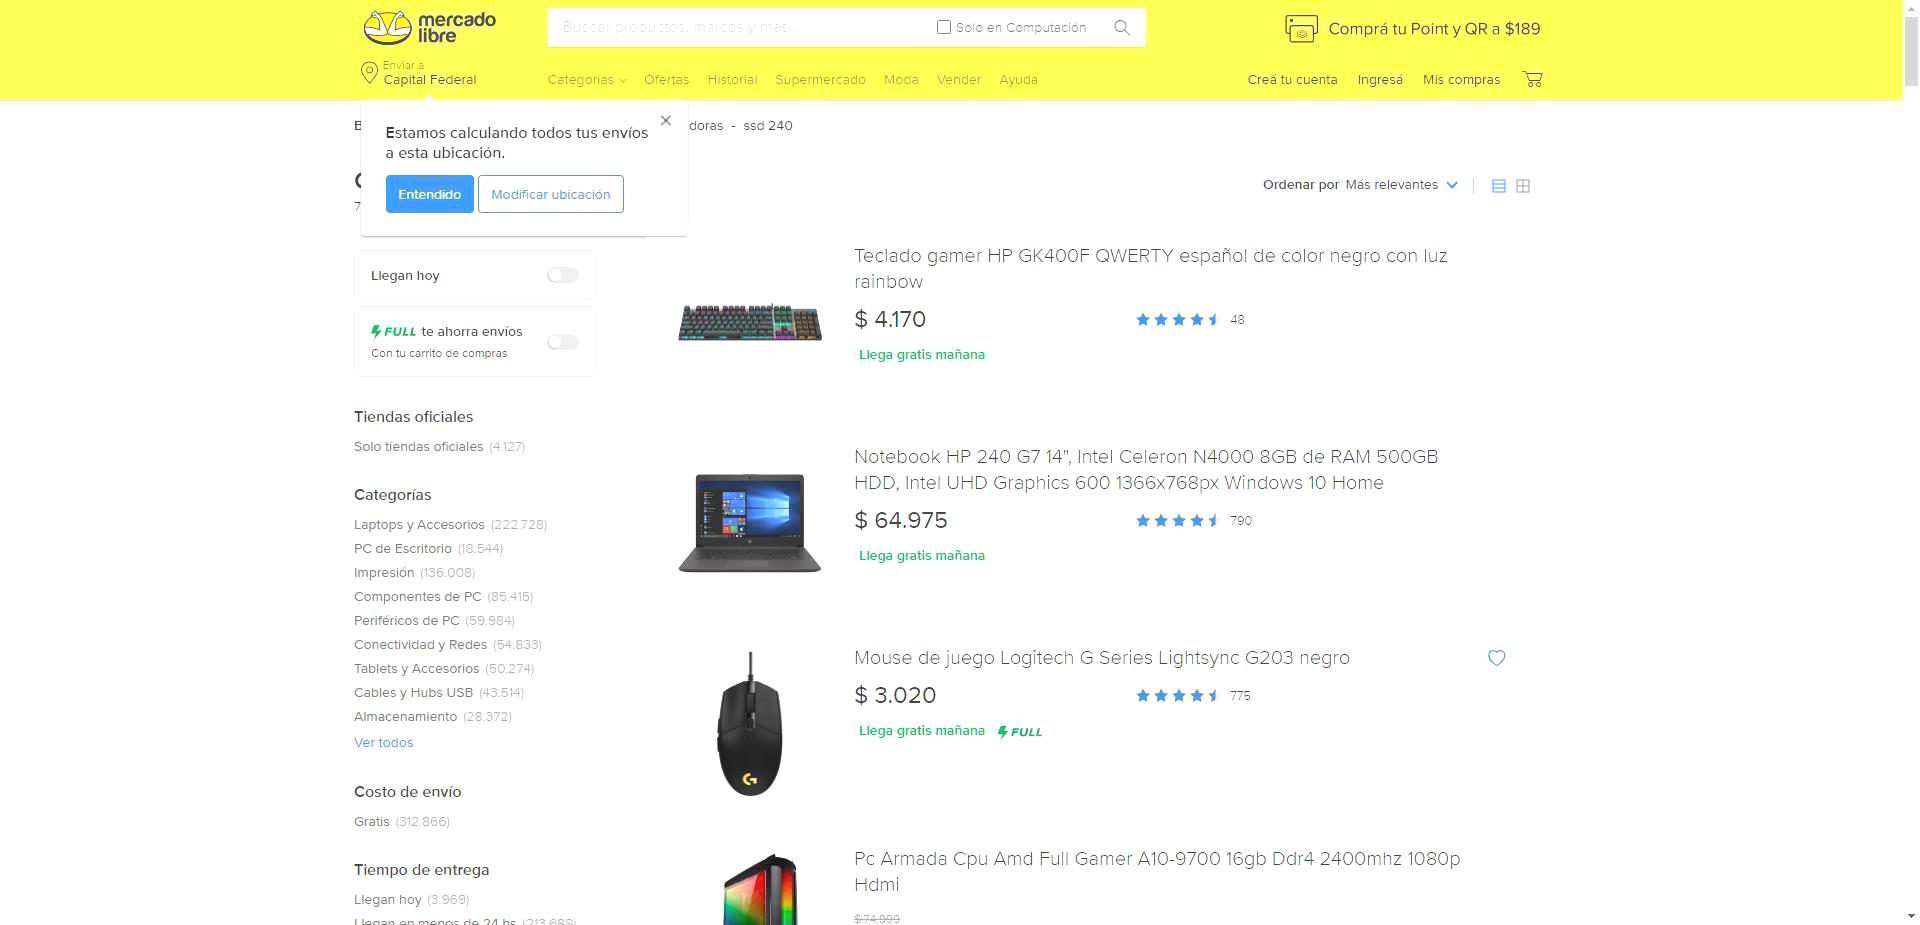 mercado
libre
Buscar productos, marcas y más...
Solo en Computación
Comprá tu Point y QR a $189
Enviar a
Capital Federal
Categorías
Ofertas
Historial
Supermercado
Moda
Vender
Ayuda
Creá tu cuenta
Ingresá
Mis compras
doras - ssd 240
Estamos calculando todos tus envíos
a esta ubicación.
Entendido
Modificar ubicación
7
Ordenar por Más relevantes
Llegan hoy
FULL te ahorra envíos
Con tu carrito de compras
Tiendas oficiales
Solo tiendas oficiales (4.127)
Categorías
Laptops y Accesorios (222.728)
PC de Escritorio (18.544)
Impresión (136.008)
Componentes de PC (85.415)
Periféricos de PC (59.984)
Conectividad y Redes (54.833)
Tablets y Accesorios (50.274)
Cables y Hubs USB (43.514)
Almacenamiento (28.372)
Ver todos
Costo de envío
Gratis (312.866)
Tiempo de entrega
Llegan hoy (3.969)
Llegan en menos de 24 hs (213.688)
Teclado gamer HP GK400F QWERTY español de color negro con luz
rainbow
$ 4.170
48
Llega gratis mañana
Notebook HP 240 G7 14", Intel Celeron N4000 8GB de RAM 500GB
HDD, Intel UHD Graphics 600 1366x768px Windows 10 Home
$ 64.975
790
Llega gratis mañana
Mouse de juego Logitech G Series Lightsync G203 negro
$ 3.020
775
Llega gratis mañana FULL
Pc Armada Cpu Amd Full Gamer A10-9700 16gb Ddr4 2400mhz 1080p
Hdmi
$ 74.999